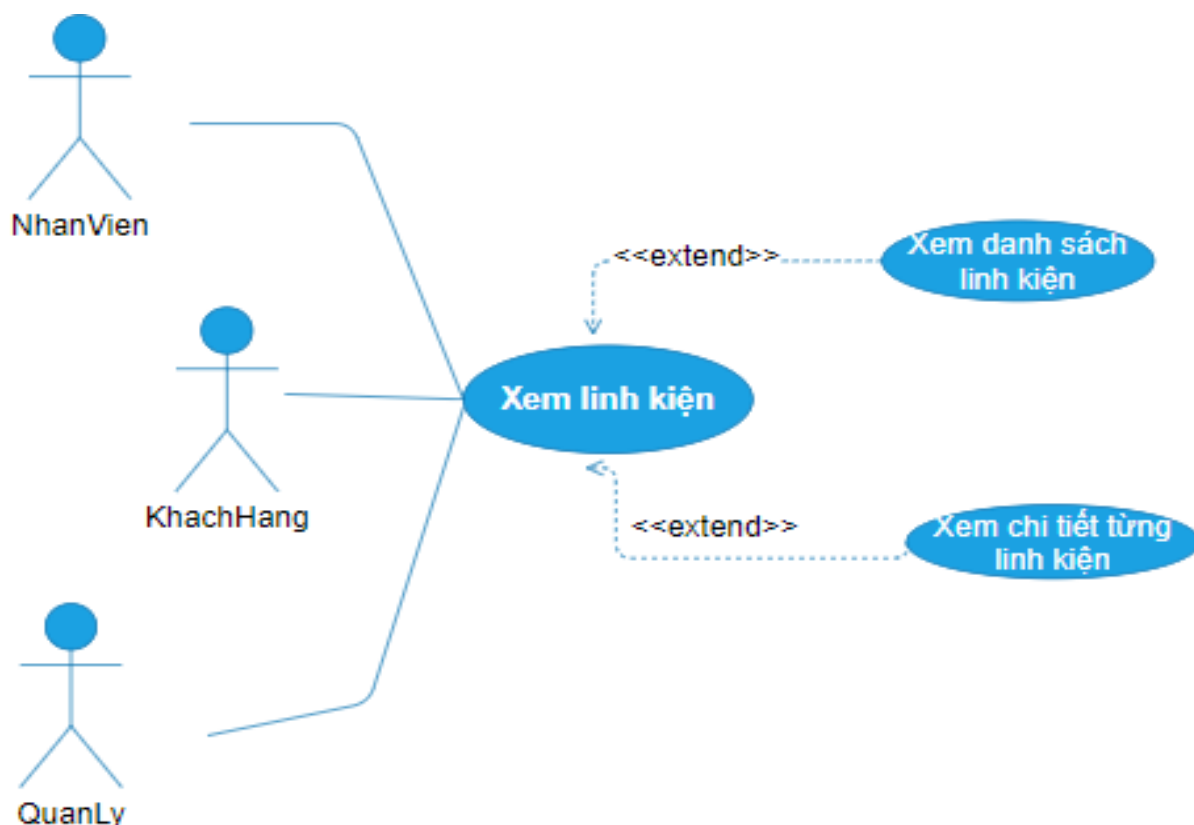 NhanVien
<<extend>>
Xem danh sách
linh kiện
KhachHang
Xem linh kiện
<<extend>>
Xem chi tiết từng
linh kiện
QuanLy